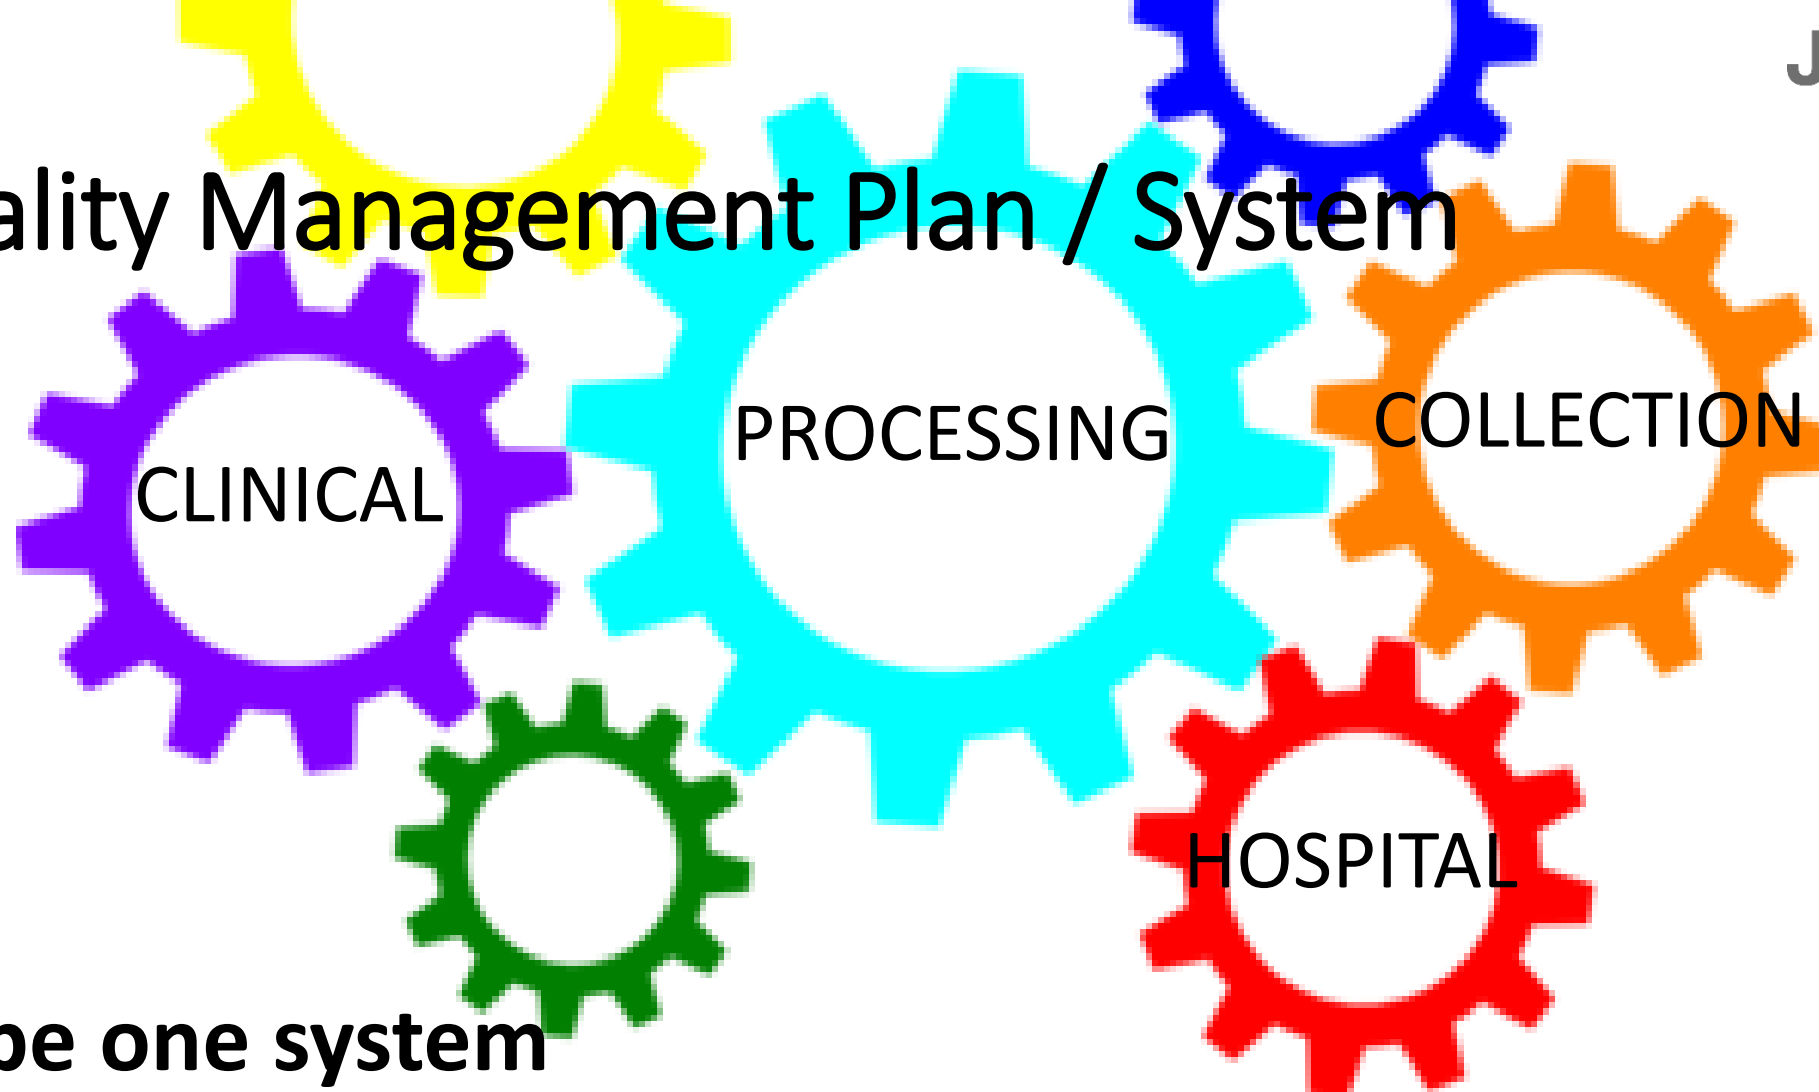 J
ality Management Plan / System
PROCESSING
COLLECTION
CLINICAL
HOSPITAL
be one system